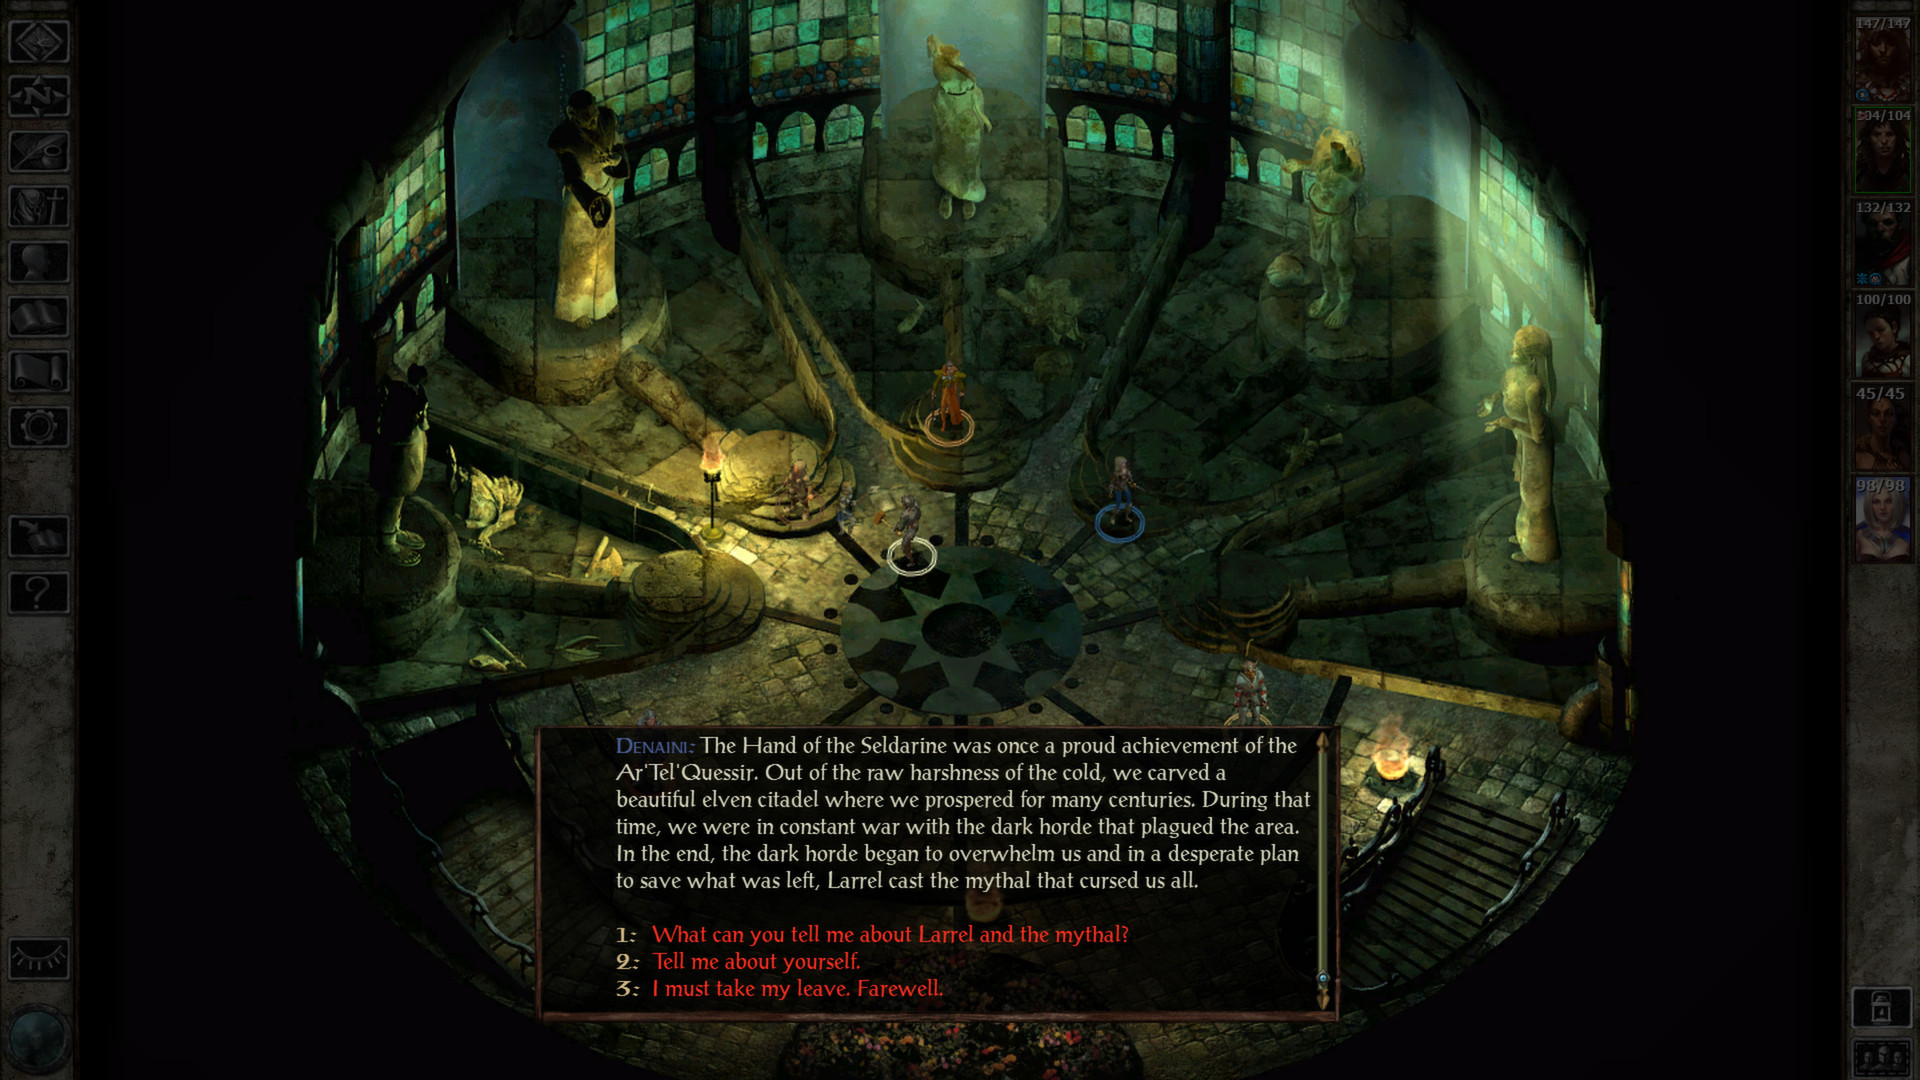 147/147
104/104
132/132
100/100
45/45
98/98
N
?
DENAINI: The Hand of the Seldarine was once a proud achievement of the
Ar'Tel'Quessir. Out of the raw harshness of the cold, we carved a
beautiful elven citadel where we prospered for many centuries. During that
time, we were in constant war with the dark horde that plagued the area.
In the end, the dark horde began to overwhelm us and in a desperate plan
to save what was left, Larrel cast the mythal that cursed us all.
1: What can you tell me about Larrel and the mythal?
2: Tell me about yourself.
3: I must take my leave. Farewell.